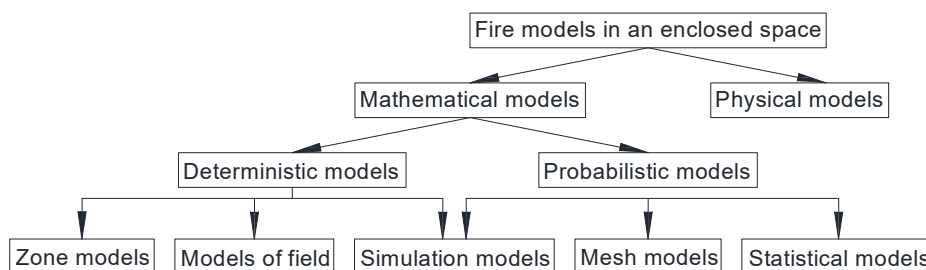 Fire models in an enclosed space
Mathematical models
Physical models
Deterministic models
Probabilistic models
Zone models
Models of field
Simulation models
Mesh models
Statistical models